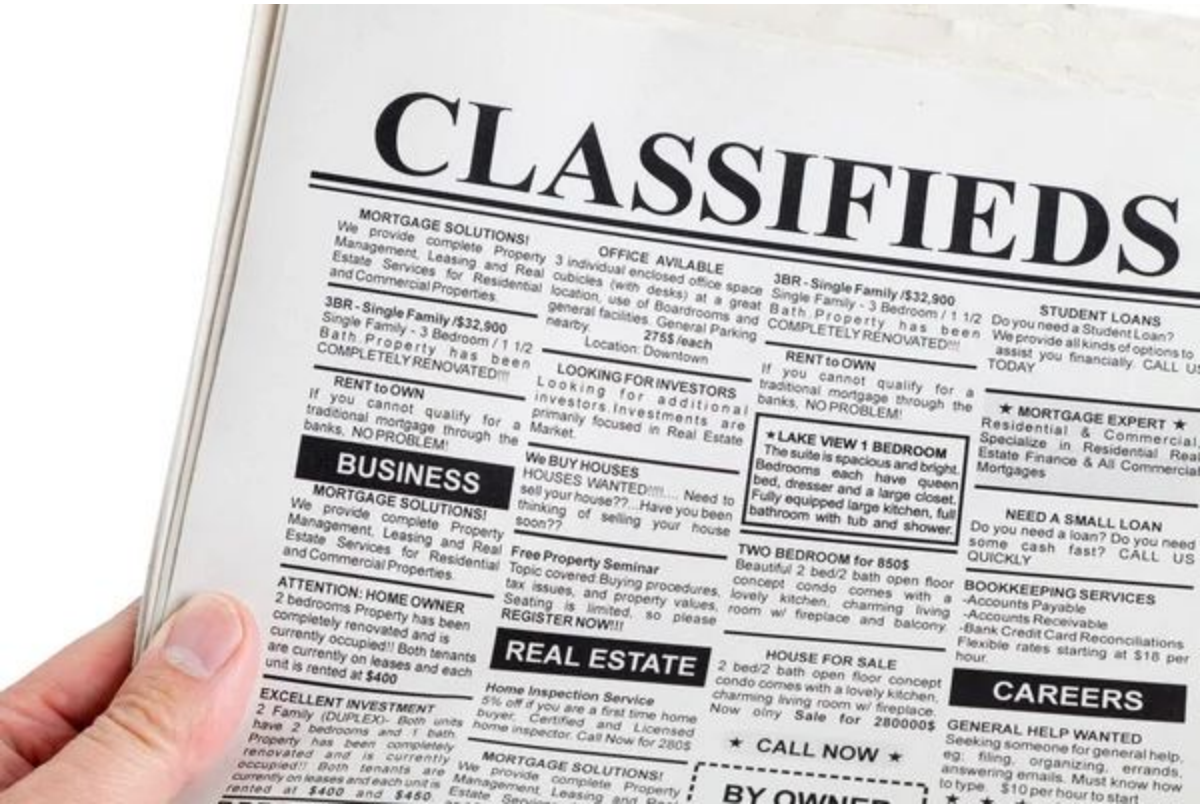 CLASSIFIEDS
MORTGAGE SOLUTIONS!
We provide complete Property
Management, Leasing and Real
Estate Services for Residential
and Commercial Properties.
3BR - Single Family /$32,900
Single Family - 3 Bedroom / 1 1/2
Bath. Property has been
COMPLETELY RENOVATED!!!
RENT to OWN
If you cannot qualify for a
traditional mortgage through the
banks, NO PROBLEM!
BUSINESS
MORTGAGE SOLUTIONS!
We provide complete Property
Management, Leasing and Real
Estate Services for Residential
and Commercial Properties.
ATTENTION: HOME OWNER
2 bedrooms Property has been
completely renovated and is
currently occupied!! Both tenants
are currently on leases and each
unit is rented at $400
EXCELLENT INVESTMENT
2 Family (DUPLEX)- Both units
have 2 bedrooms and 1 bath.
Property has been completely
renovated and is currently
occupied!! Both tenants are
currently on leases and each unit is
rented at $400 and $450
OFFICE AVILABLE
3 individual enclosed office space
cubicles (with desks) at a great
location, use of Boardrooms and
general facilities. General Parking
nearby.
275$ /each
Location: Downtown
LOOKING FOR INVESTORS
Looking for additional
investors. Investments are
primarily focused in Real Estate
Market.
We BUY HOUSES
HOUSES WANTED!!!!.... Need to
sell your house??...Have you been
thinking of selling your house
soon??
Free Property Seminar
Topic covered:Buying procedures,
tax issues, and property values,
Seating is limited, so please
REGISTER NOW!!!
REAL ESTATE
Home Inspection Service
5% off if you are a first time home
buyer. Certified and Licensed
home inspector. Call Now for 280$
MORTGAGE SOLUTIONS!
We provide complete Property
Management, Leasing and Real
Estate Services for Residential
3BR - Single Family /$32,900
Single Family - 3 Bedroom / 1 1/2
Bath. Property has been
COMPLETELY RENOVATED!!!
RENT to OWN
If you cannot qualify for a
traditional mortgage through the
banks, NO PROBLEM!
★ LAKE VIEW 1 BEDROOM
The suite is spacious and bright.
Bedrooms each have queen
bed, dresser and a large closet.
Fully equipped large kitchen, full
bathroom with tub and shower.
TWO BEDROOM for 850$
Beautiful 2 bed/2 bath open floor
concept condo comes with a
lovely kitchen, charming living
room w/ fireplace and balcony.
HOUSE FOR SALE
2 bed/2 bath open floor concept
condo comes with a lovely kitchen,
charming living room w/ fireplace.
Now olny Sale for 280000$
★ CALL NOW ★
BY OWNER
STUDENT LOANS
Do you need a Student Loan?
We provide all kinds of options to
assist you financially. CALL US
TODAY
★ MORTGAGE EXPERT ★
Residential & Commercial
Specialize in Residential Real
Estate Finance & All Commercial
Mortgages
NEED A SMALL LOAN
Do you need a loan? Do you need
some cash fast? CALL US
QUICKLY
BOOKKEEPING SERVICES
-Accounts Payable
-Accounts Receivable
-Bank Credit Card Reconciliations
Flexible rates starting at $18 per
hour.
CAREERS
GENERAL HELP WANTED
Seeking someone for general help,
eg: filing, organizing, errands,
answering emails. Must know how
to type. $10 per hour to start